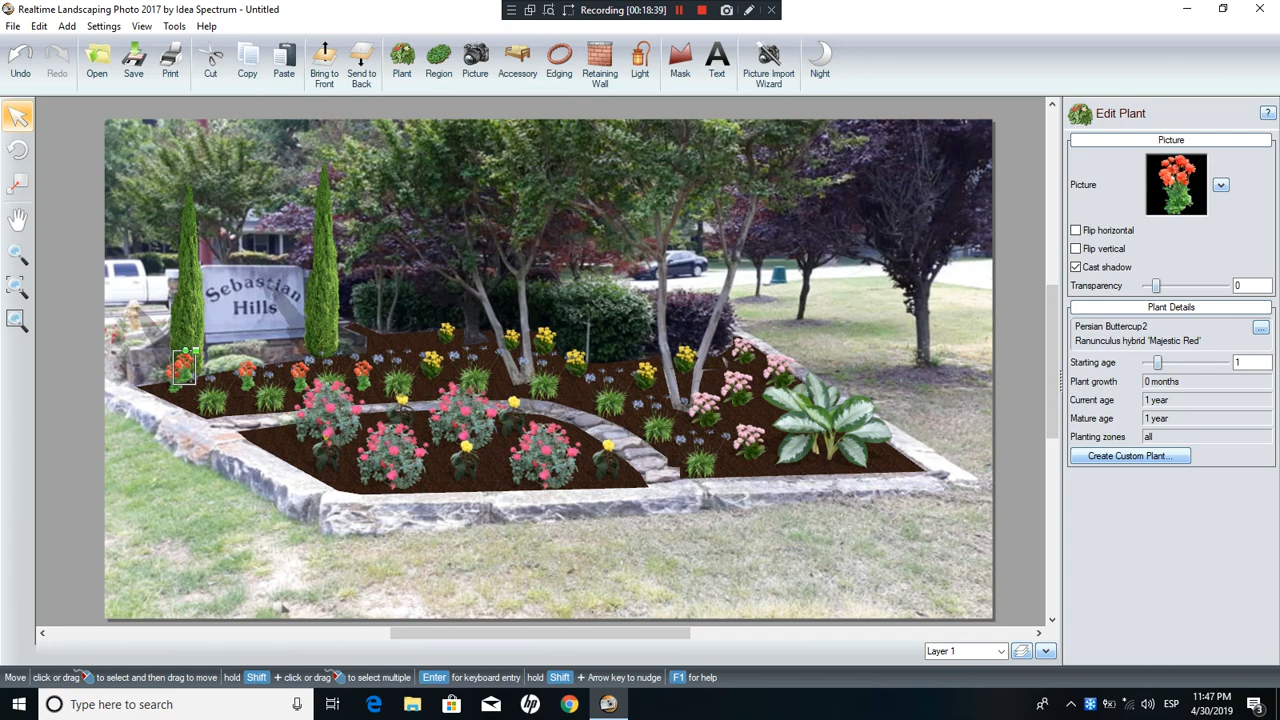 Realtime Landscaping Photo 2017 by Idea Spectrum - Untitled
Recording [00:18:39]
File Edit Add Settings View Tools Help
Undo Redo Open Save Print Cut Copy Paste Bring to Front Send to Back Plant Region Picture Accessory Edging Retaining Wall Light Mask Text Picture Import Wizard Night
Edit Plant
?
Picture
Picture
Flip horizontal
Flip vertical
Cast shadow
Transparency 0
Plant Details
Persian Buttercup2
...
Ranunculus hybrid 'Majestic Red'
Starting age 1
Plant growth 0 months
Current age 1 year
Mature age 1 year
Planting zones all
Create Custom Plant...
Sebastian
Hills
Layer 1
Move click or drag to select and then drag to move hold Shift + click or drag to select multiple Enter for keyboard entry hold Shift + Arrow key to nudge F1 for help
Type here to search
hp
ESP
11:47 PM
4/30/2019
3